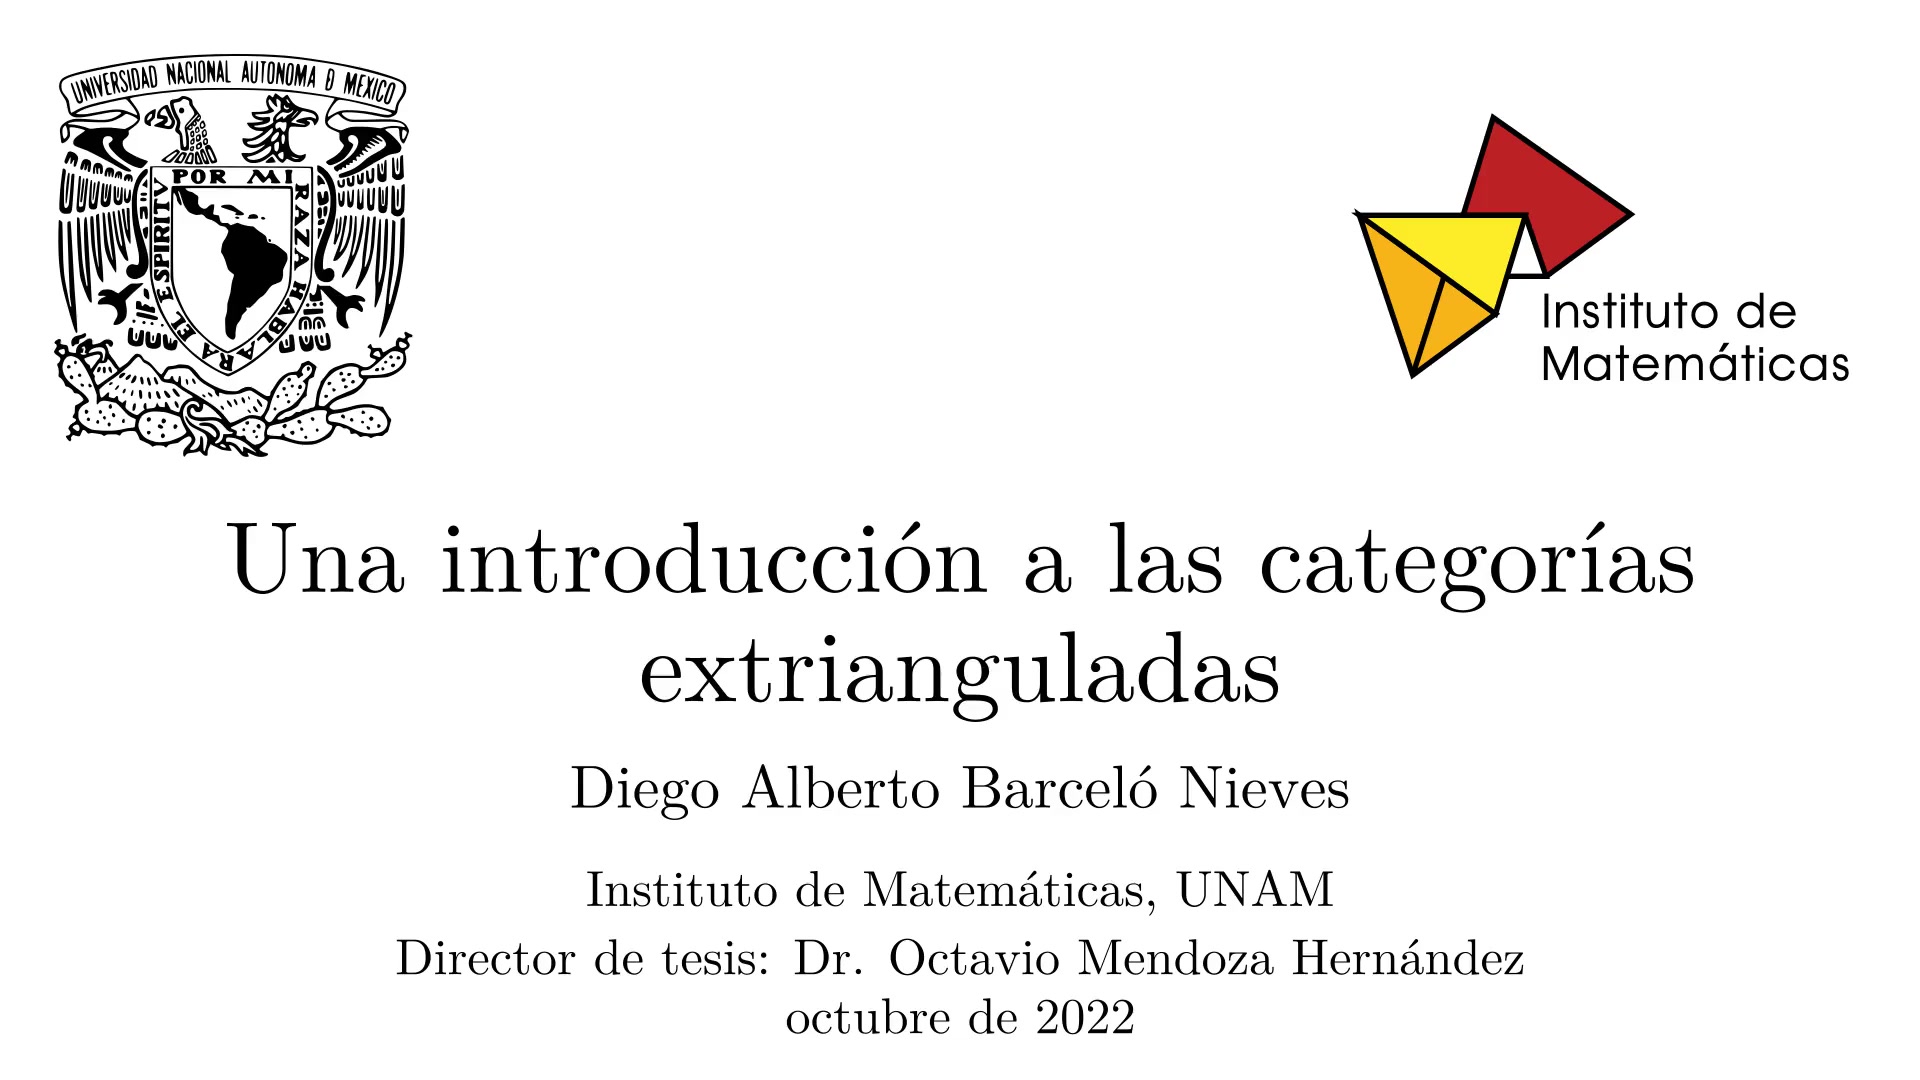 UNIVERSIDAD NACIONAL AUTONOMA D MEXICO
POR MI RAZA HABLARA EL ESPIRITV
Instituto de
Matemáticas
Una introducción a las categorías
extrianguladas
Diego Alberto Barceló Nieves
Instituto de Matemáticas, UNAM
Director de tesis: Dr. Octavio Mendoza Hernández
octubre de 2022